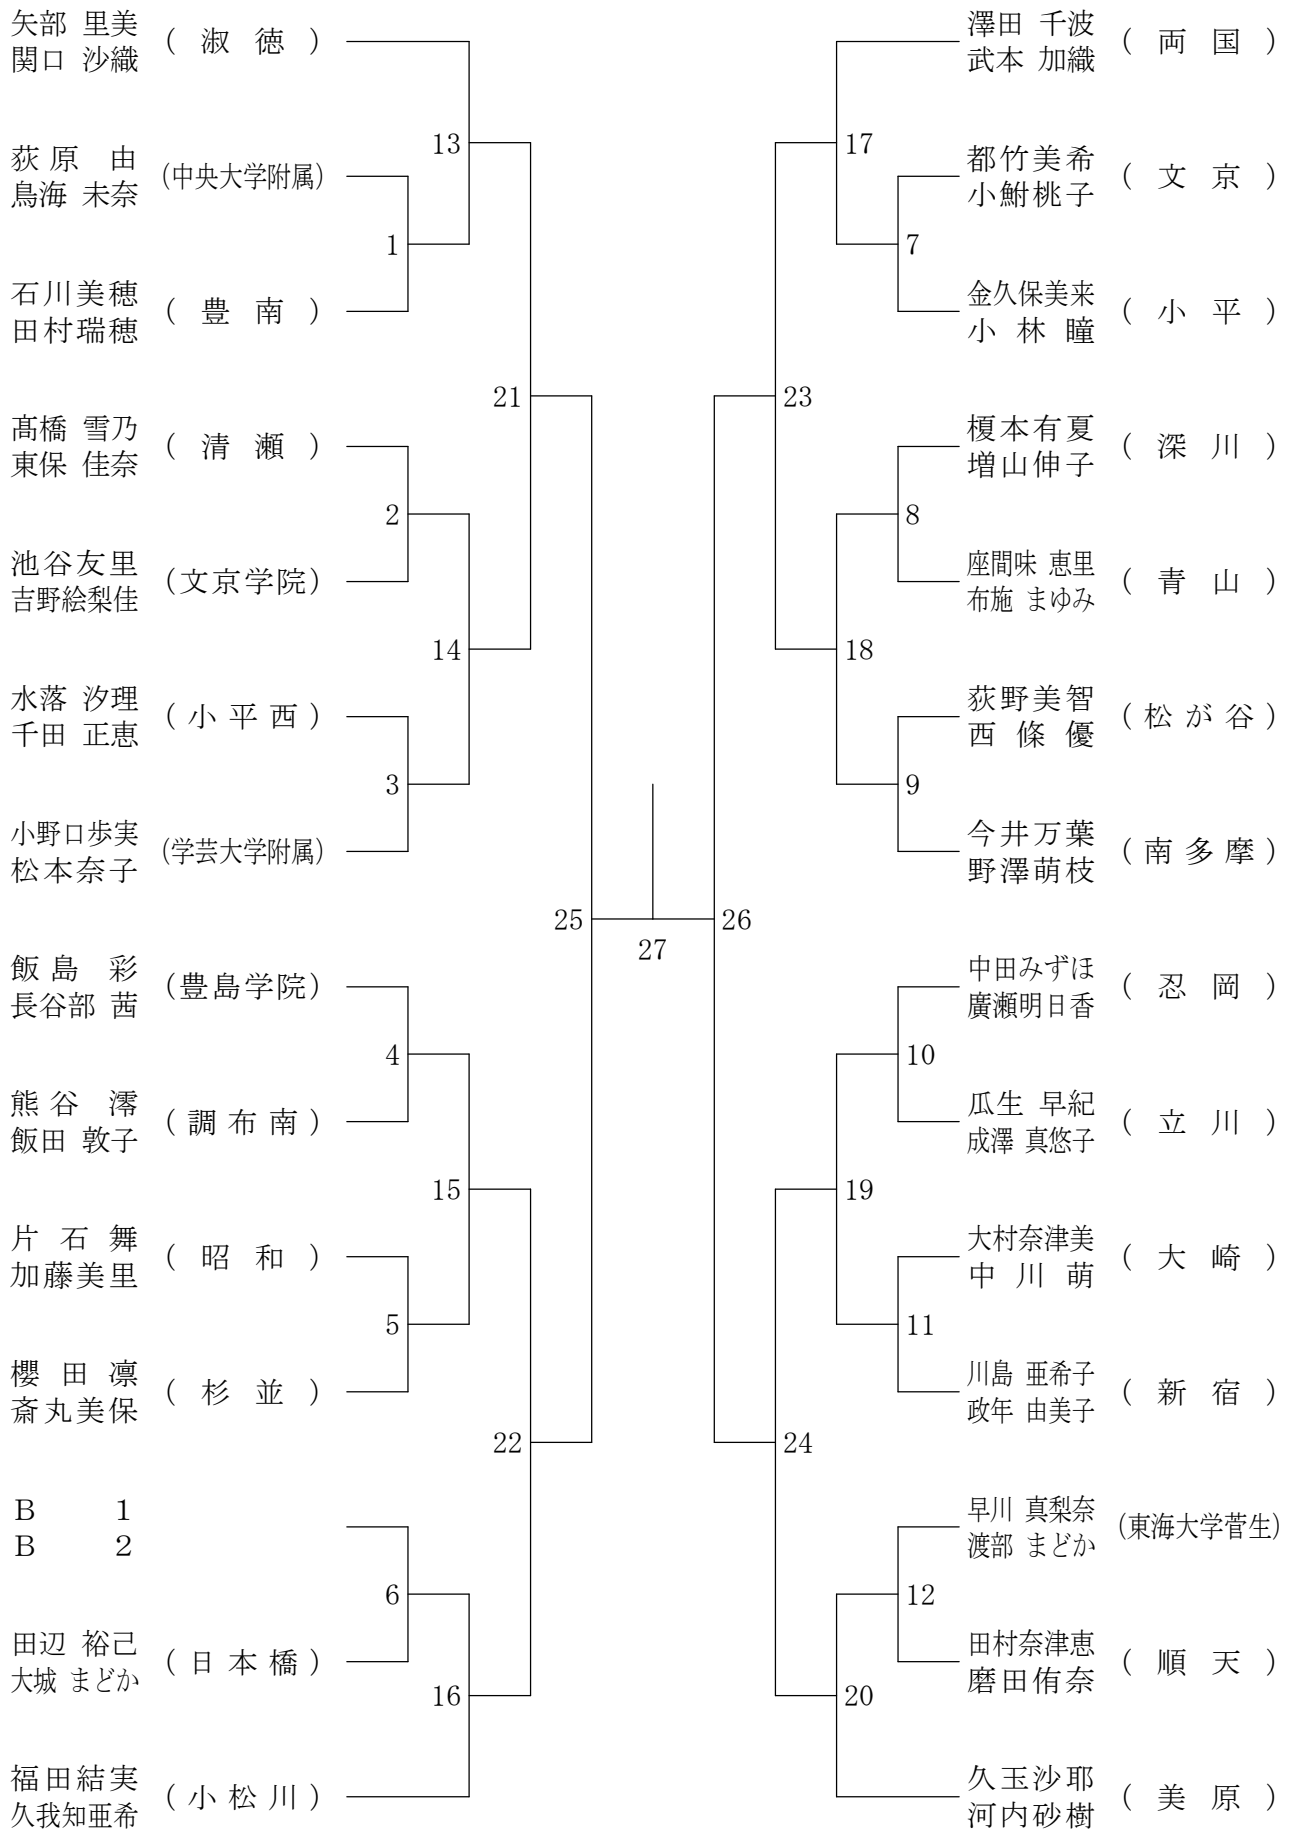 矢部 里美
関口 沙織
( 淑 徳 )
荻原 由
鳥海 未奈
(中央大学附属)
石川美穂
田村瑞穂
( 豊 南 )
髙橋 雪乃
東保 佳奈
( 清 瀬 )
池谷友里
吉野絵梨佳
(文京学院)
水落 汐理
千田 正恵
( 小 平 西 )
小野口歩実
松本奈子
(学芸大学附属)
飯島 彩
長谷部 茜
(豊島学院)
熊谷 澪
飯田 敦子
( 調 布 南 )
片石舞
加藤美里
( 昭 和 )
櫻田凛
斎丸美保
( 杉 並 )
B 1
B 2
田辺 裕己
大城 まどか
( 日 本 橋 )
福田結実
久我知亜希
( 小 松 川 )
1
2
3
4
5
6
13
14
15
16
21
22
25
27
26
23
24
17
18
19
20
7
8
9
10
11
12
澤田 千波
武本 加織
( 両 国 )
都竹美希
小鮒桃子
( 文 京 )
金久保美来
小林瞳
( 小 平 )
榎本有夏
増山伸子
( 深 川 )
座間味 恵里
布施 まゆみ
( 青 山 )
荻野美智
西條優
( 松 が 谷 )
今井万葉
野澤萌枝
( 南 多 摩 )
中田みずほ
廣瀬明日香
( 忍 岡 )
瓜生 早紀
成澤 真悠子
( 立 川 )
大村奈津美
中川萌
( 大 崎 )
川島 亜希子
政年 由美子
( 新 宿 )
早川 真梨奈
渡部 まどか
(東海大学菅生)
田村奈津恵
磨田侑奈
( 順 天 )
久玉沙耶
河内砂樹
( 美 原 )